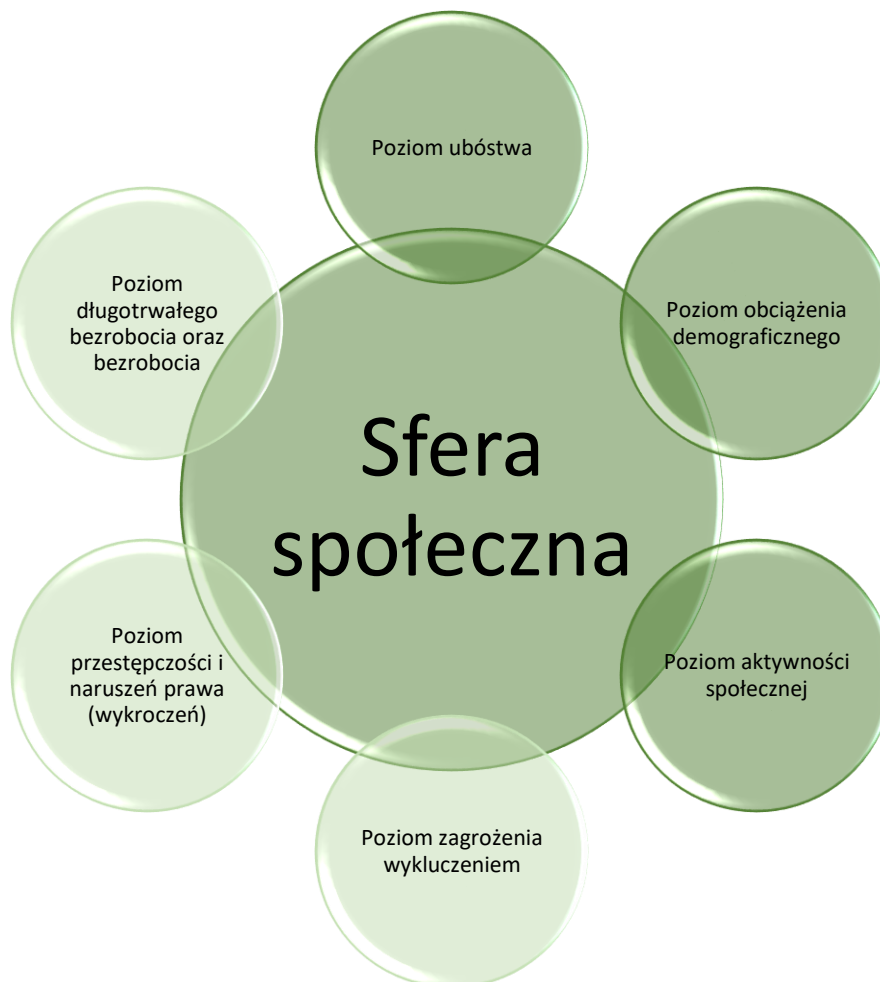 Poziom ubóstwa
Poziom obciążenia
demograficznego
Poziom aktywności
społecznej
Poziom zagrożenia
wykluczeniem
Poziom
przestępczości i
naruszeń prawa
(wykroczeń)
Poziom
długotrwałego
bezrobocia oraz
bezrobocia
Sfera
społeczna